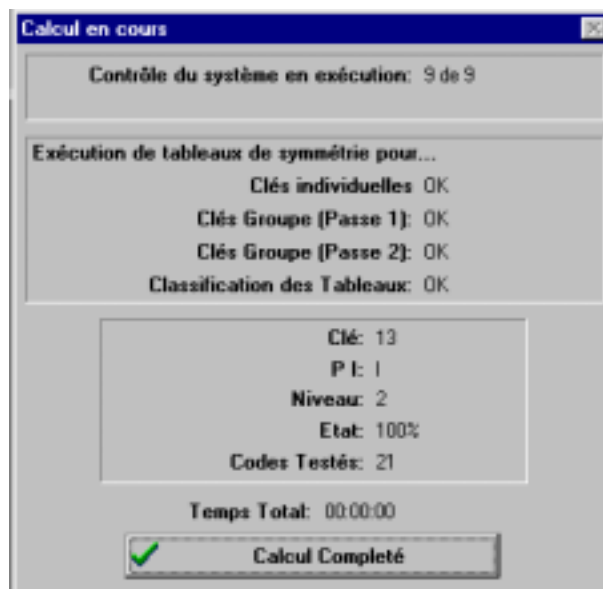 Calcul en cours
Contrôle du système en exécution: 9 de 9
Exécution de tableaux de symmétrie pour...
Clés individuelles OK
Clés Groupe (Passe 1): OK
Clés Groupe (Passe 2): OK
Classification des Tableaux: OK
Clé: 13
P I: I
Niveau: 2
Etat: 100%
Codes Testés: 21
Temps Total: 00:00:00
Calcul Completé